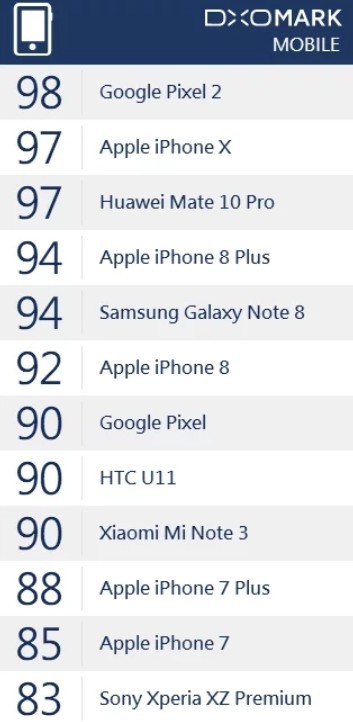 DXOMARK
MOBILE
98 Google Pixel 2
97 Apple iPhone X
97 Huawei Mate 10 Pro
94 Apple iPhone 8 Plus
94 Samsung Galaxy Note 8
92 Apple iPhone 8
90 Google Pixel
90 HTC U11
90 Xiaomi Mi Note 3
88 Apple iPhone 7 Plus
85 Apple iPhone 7
83 Sony Xperia XZ Premium